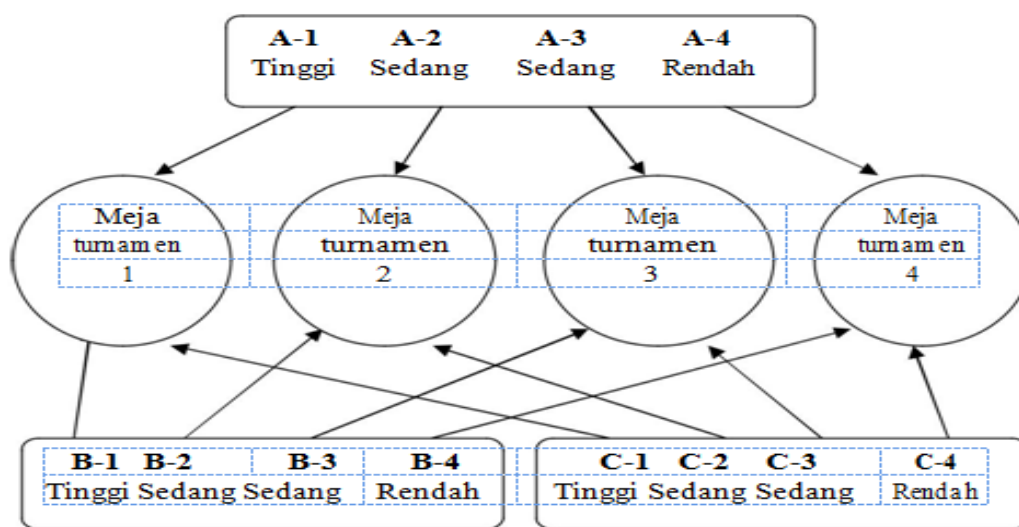 A-1 A-2 A-3 A-4
Tinggi Sedang Sedang Rendah
Meja Meja Meja Meja
turnamen turnamen turnamen turnamen
1 2 3 4
B-1 B-2 B-3 B-4 C-1 C-2 C-3 C-4
Tinggi Sedang Sedang Rendah Tinggi Sedang Sedang Rendah